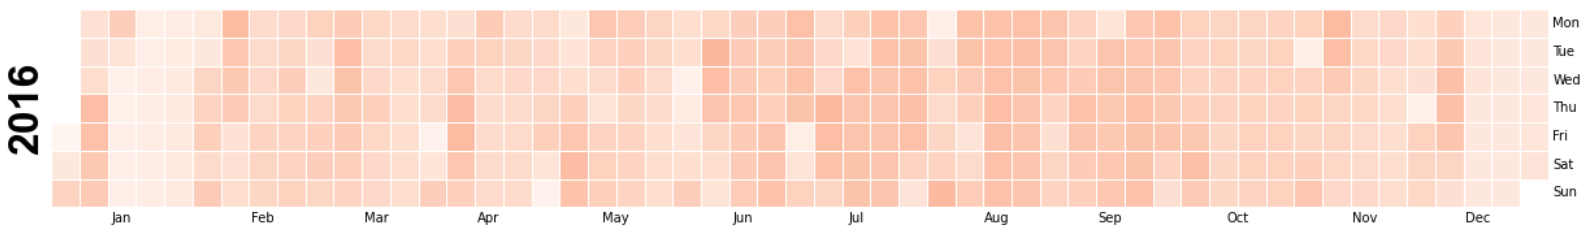 2016
Mon
Tue
Wed
Thu
Fri
Sat
Sun
Jan Feb Mar Apr May Jun Jul Aug Sep Oct Nov Dec